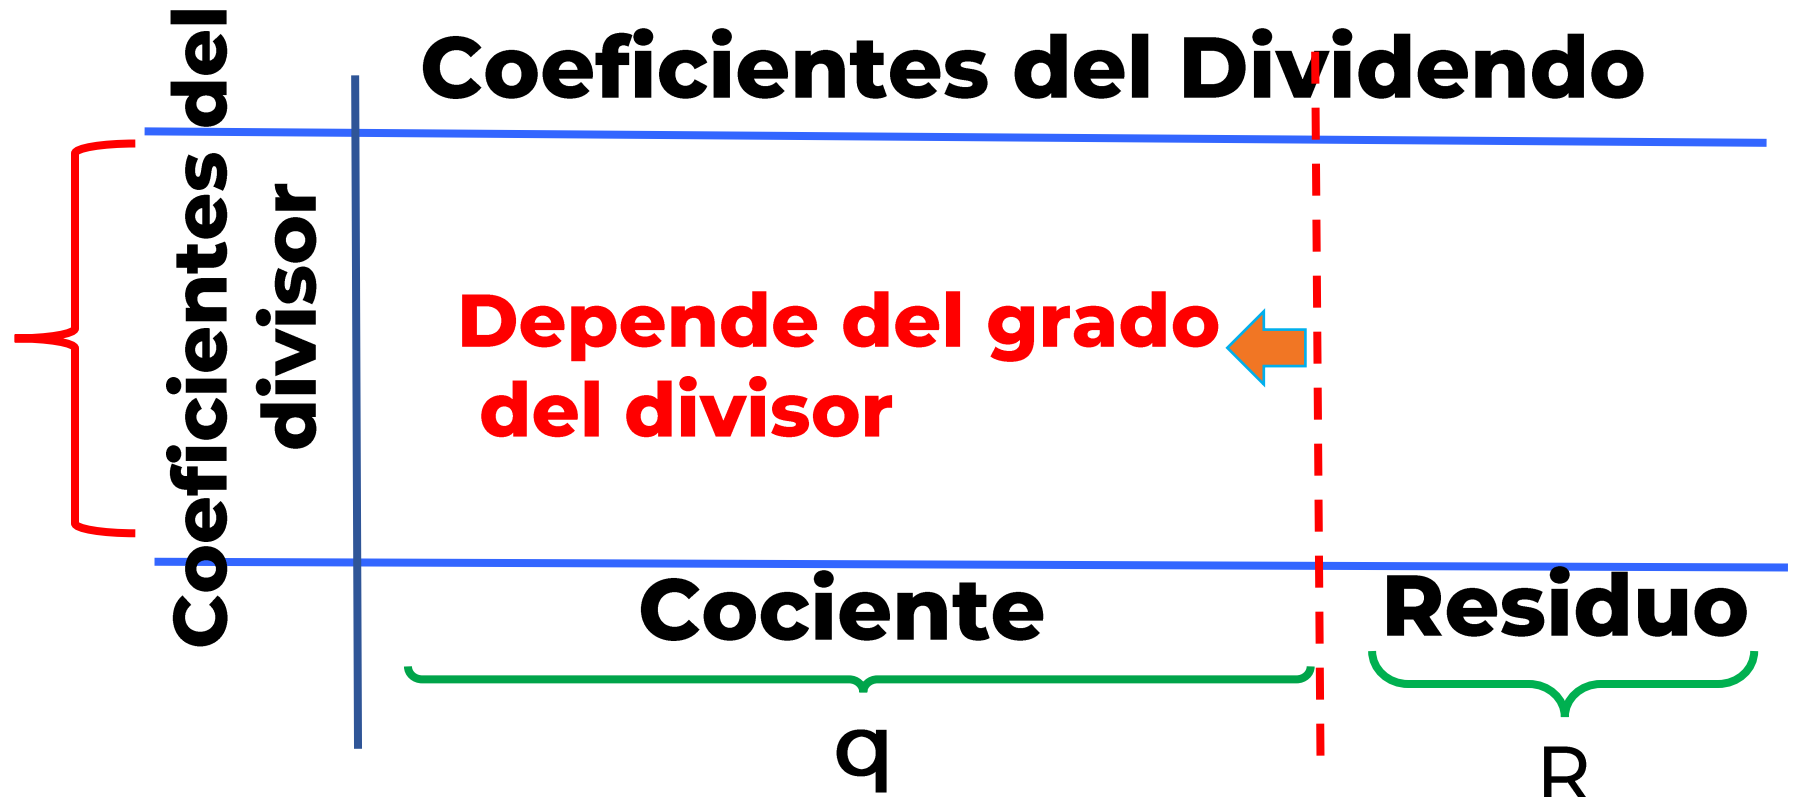 Coeficientes del Dividendo
Coeficientes del
divisor
Depende del grado
del divisor
Cociente
Residuo
q
R